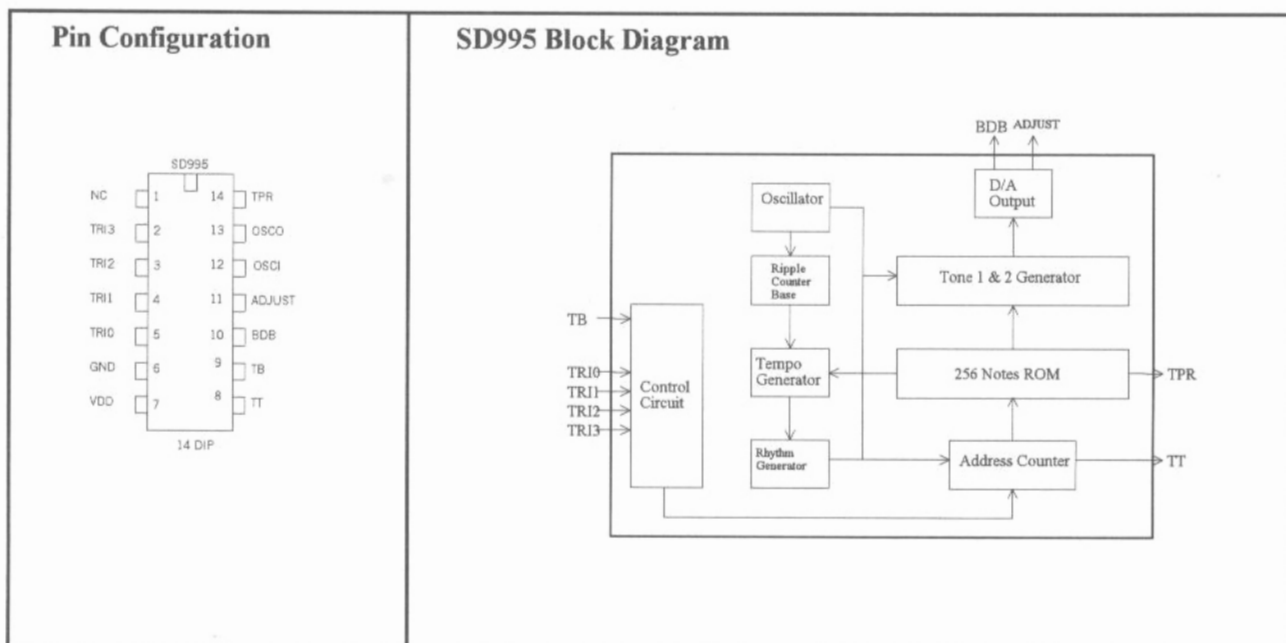 Pin Configuration
SD995
NC 1 14 TPR
TRI3 2 13 OSCO
TRI2 3 12 OSCI
TRI1 4 11 ADJUST
TRI0 5 10 BDB
GND 6 9 TB
VDD 7 8 TT
14 DIP
SD995 Block Diagram
BDB ADJUST
D/A
Output
Oscillator
Ripple
Counter
Base
Tone 1 & 2 Generator
TB
TRI0
TRI1
TRI2
TRI3
Control
Circuit
Tempo
Generator
256 Notes ROM
TPR
Rhythm
Generator
Address Counter
TT